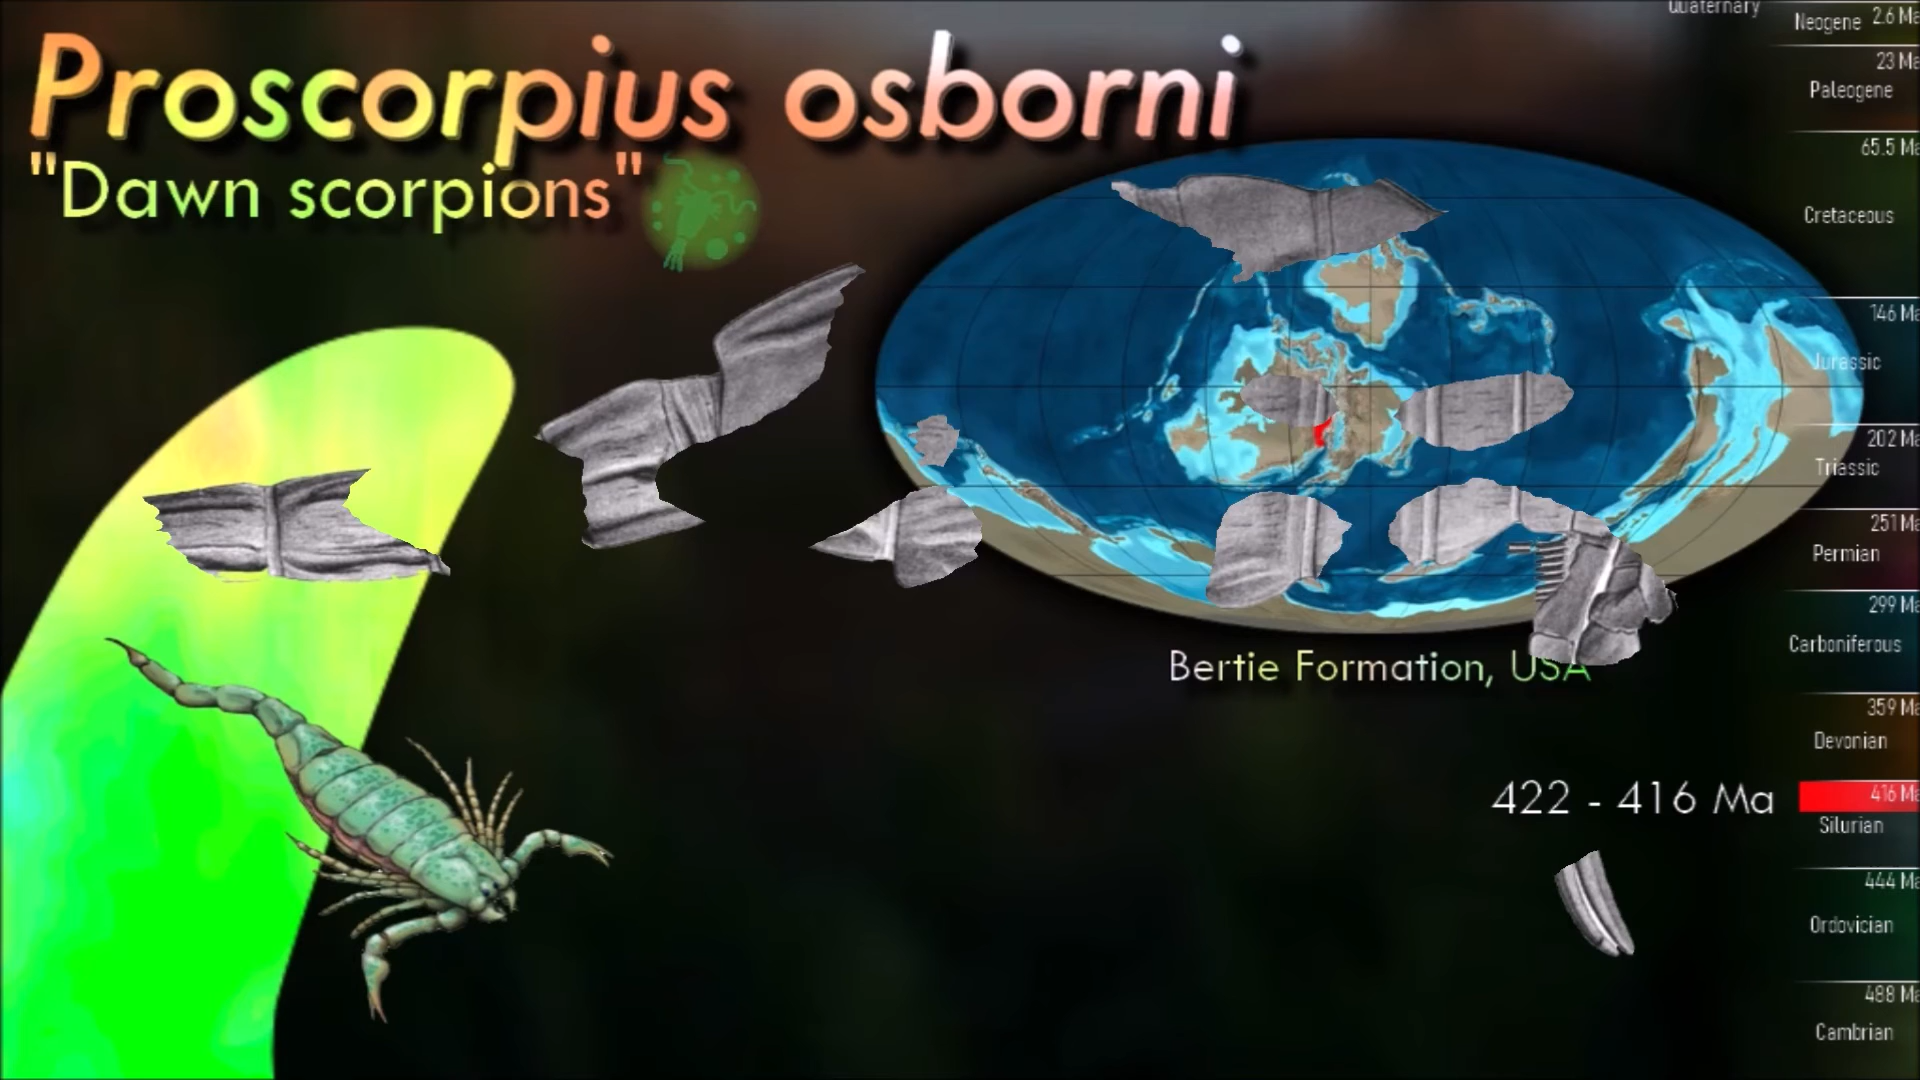 Proscorpius osborni
"Dawn scorpions"
Bertie Formation, USA
422 - 416 Ma
Quaternary
2.6 Ma
Neogene
23 Ma
Paleogene
65.5 Ma
Cretaceous
146 Ma
Jurassic
202 Ma
Triassic
251 Ma
Permian
299 Ma
Carboniferous
359 Ma
Devonian
416 Ma
Silurian
444 Ma
Ordovician
488 Ma
Cambrian